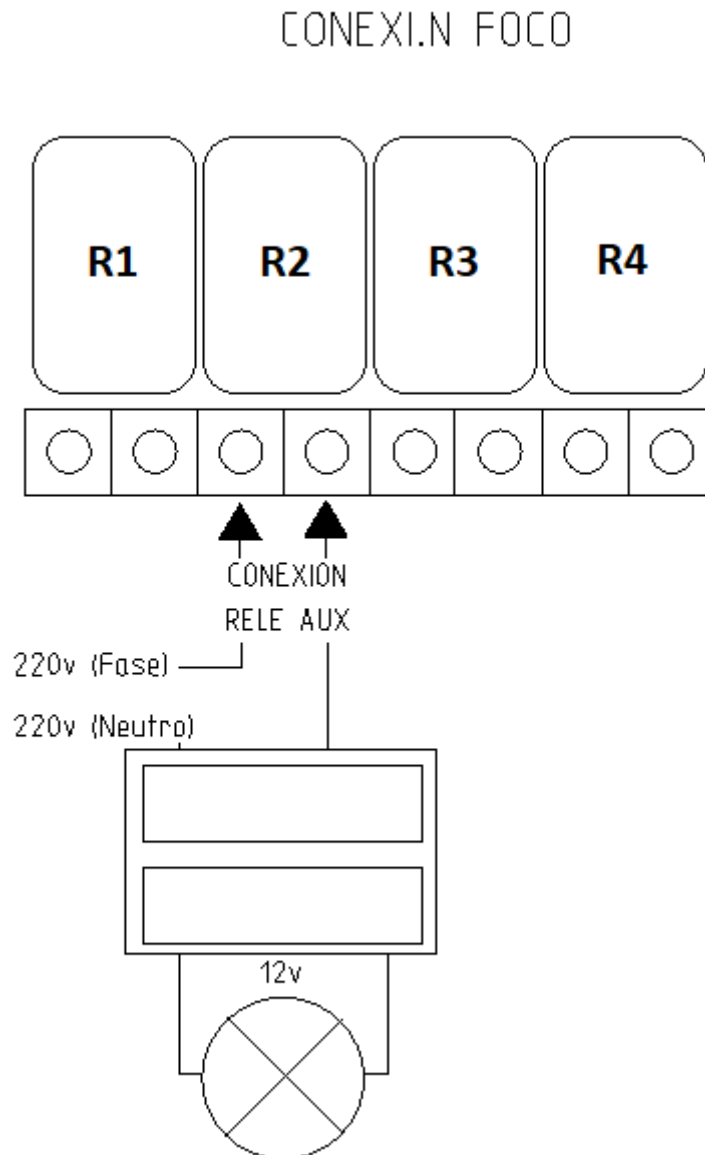 CONEXI.N FOCO
R1 R2 R3 R4
CONEXION
RELE AUX
220v (Fase)
220v (Neutro)
12v